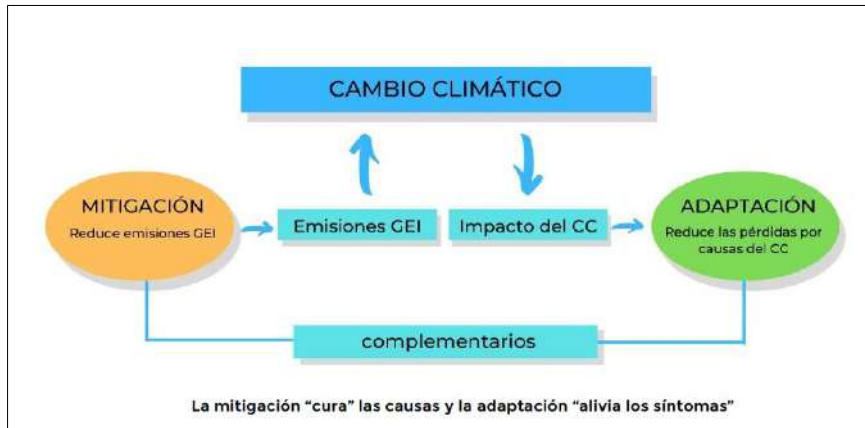 CAMBIO CLIMÁTICO
MITIGACIÓN
Reduce emisiones GEI
Emisiones GEI
Impacto del CC
ADAPTACIÓN
Reduce las pérdidas por
causas del CC
complementarios
La mitigación “cura” las causas y la adaptación “alivia los síntomas”